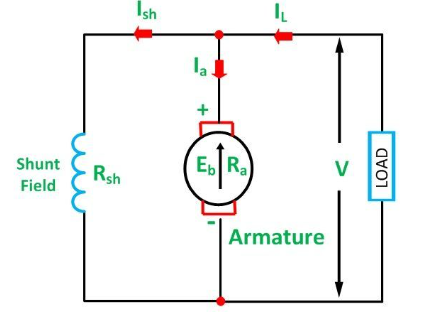 Ish
IL
Ia
+
Shunt
Field
Rsh
Eb
Ra
V
LOAD
-
Armature